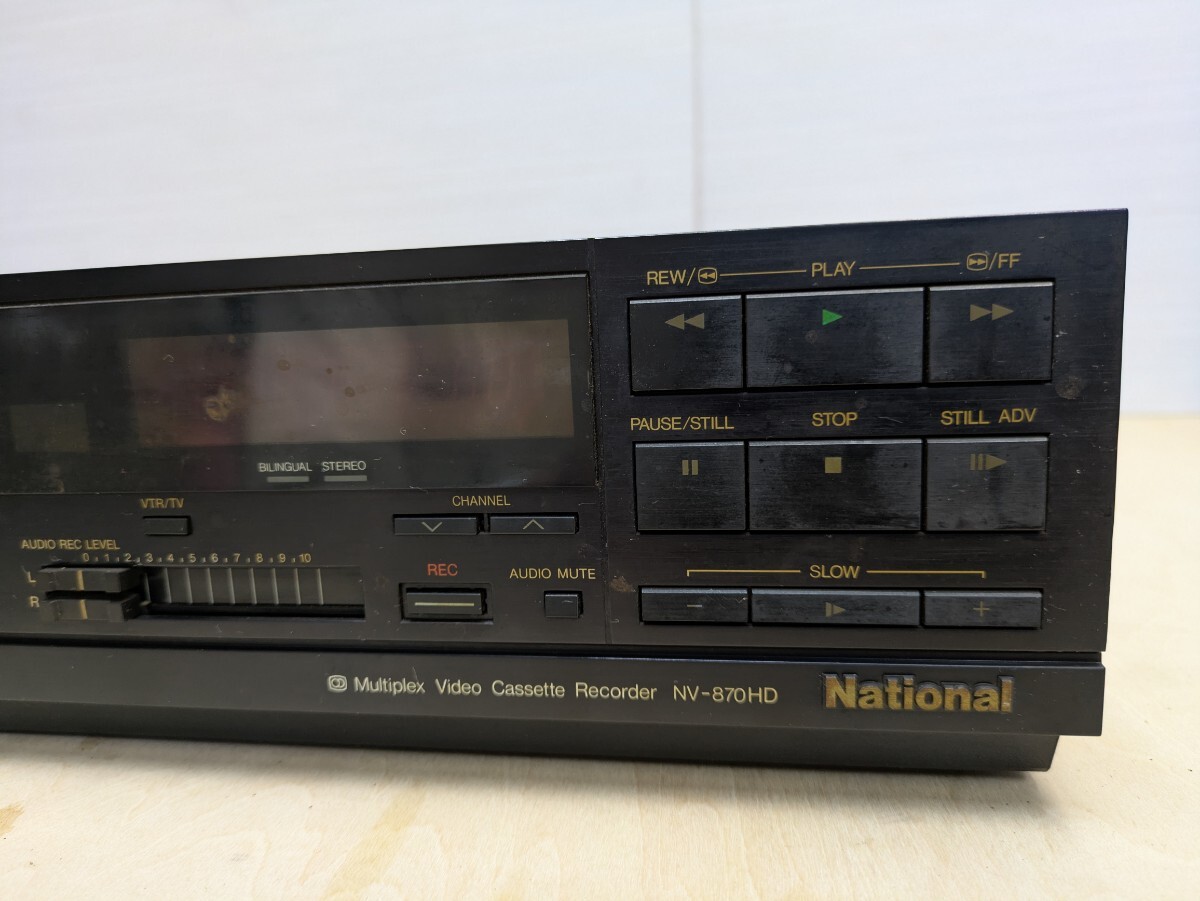 REW/ PLAY /FF
PAUSE/STILL STOP STILL ADV
BILINGUAL STEREO
VTR/TV
CHANNEL
AUDIO REC LEVEL
0 1 2 3 4 5 6 7 8 9 10
L
R
REC
AUDIO MUTE
SLOW
− +
Multiplex Video Cassette Recorder NV-870HD
National